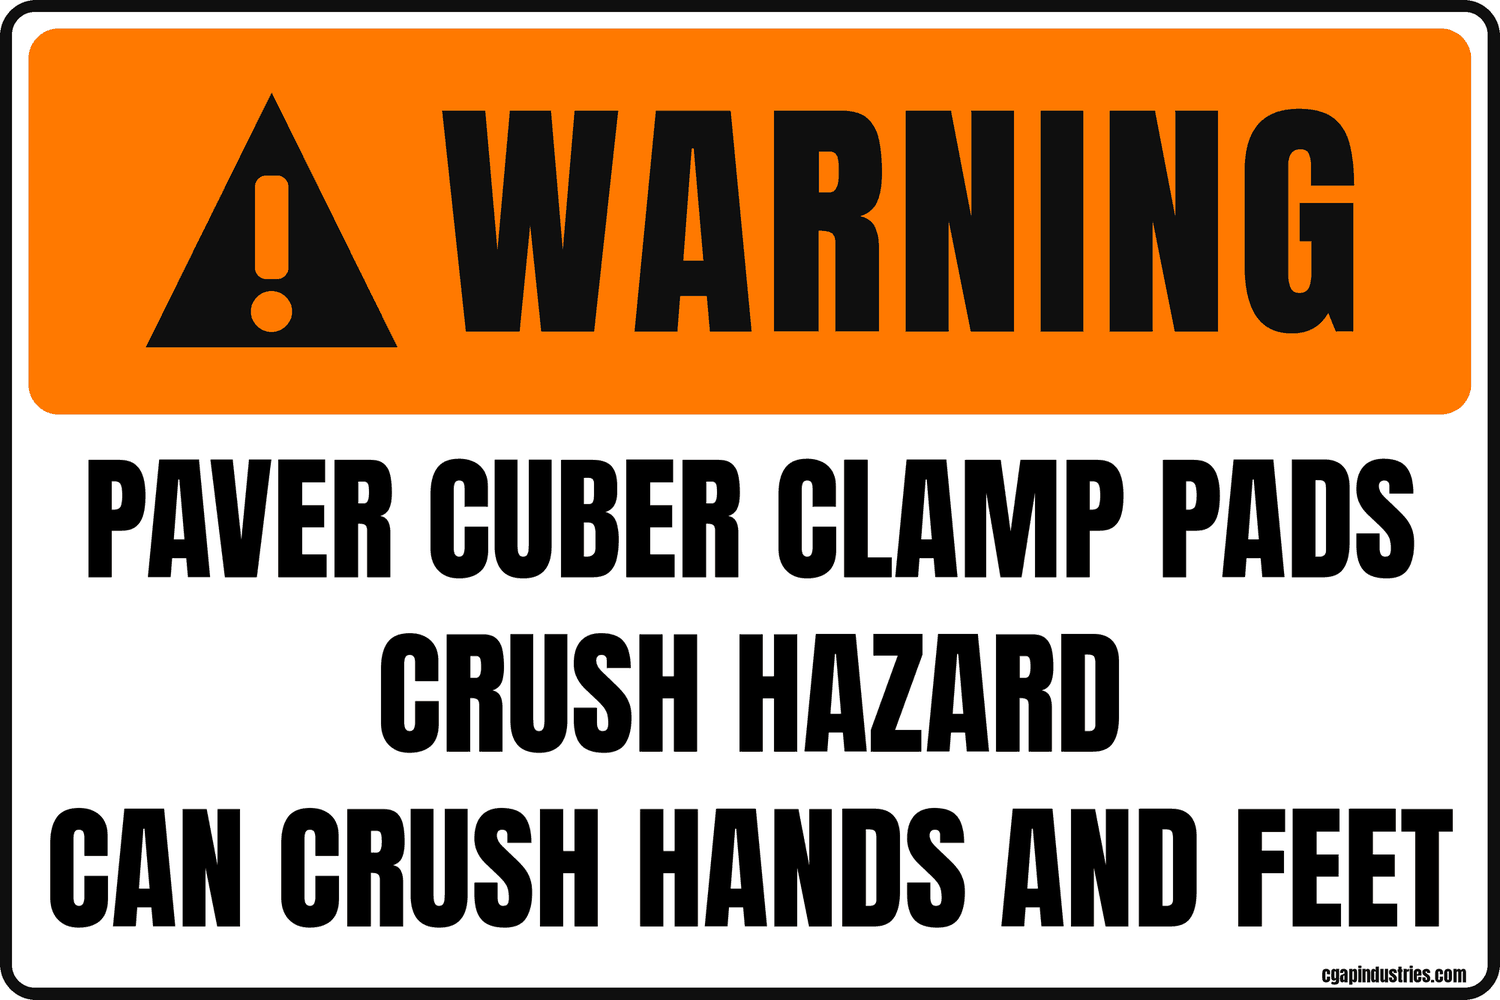 WARNING
PAVER CUBER CLAMP PADS
CRUSH HAZARD
CAN CRUSH HANDS AND FEET
cgapindustries.com